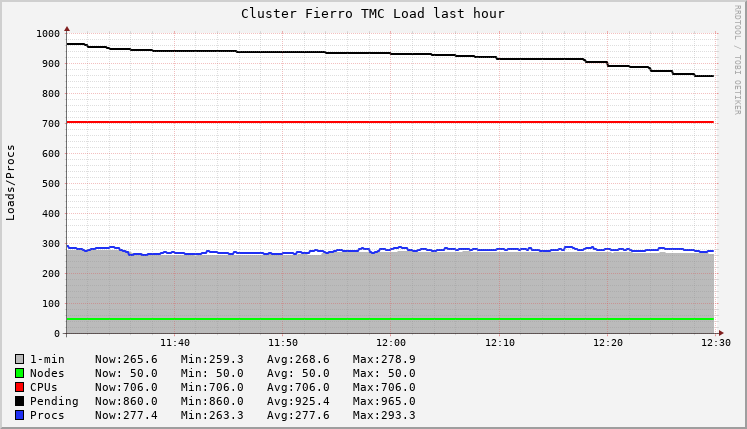 Cluster Fierro TMC Load last hour
RRDTOOL / TOBI OETIKER
Loads/Procs
1000
900
800
700
600
500
400
300
200
100
0
11:40 11:50 12:00 12:10 12:20 12:30
1-min Now:265.6 Min:259.3 Avg:268.6 Max:278.9
Nodes Now: 50.0 Min: 50.0 Avg: 50.0 Max: 50.0
CPUs Now:706.0 Min:706.0 Avg:706.0 Max:706.0
Pending Now:860.0 Min:860.0 Avg:925.4 Max:965.0
Procs Now:277.4 Min:263.3 Avg:277.6 Max:293.3